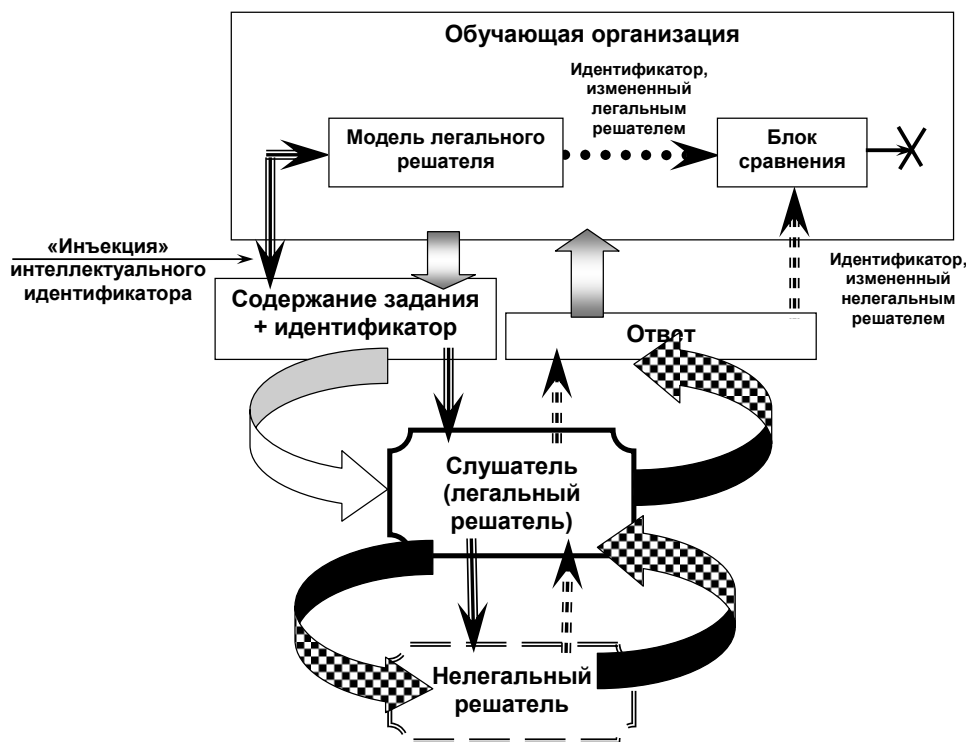 Обучающая организация
Идентификатор,
измененный
легальным
решателем
Модель легального
решателя
Блок
сравнения
«Инъекция»
интеллектуального
идентификатора
Идентификатор,
измененный
нелегальным
решателем
Содержание задания
+ идентификатор
Ответ
Слушатель
(легальный
решатель)
Нелегальный
решатель